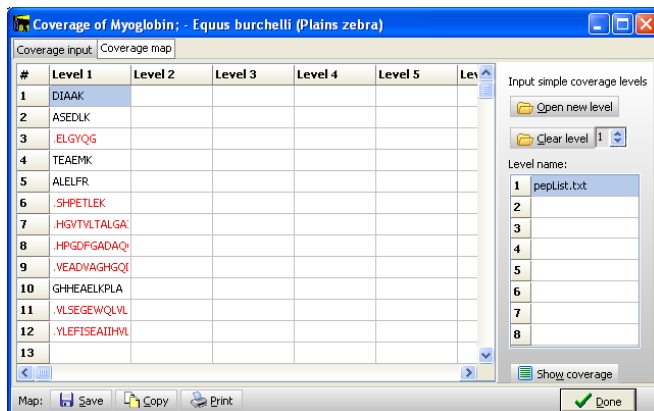 Coverage of Myoglobin; - Equus burchelli (Plains zebra)
Coverage input Coverage map
# Level 1 Level 2 Level 3 Level 4 Level 5 Lev
1 DIAAK
2 ASEDLK
3 .ELGYQG
4 TEAEMK
5 ALELFR
6 .SHPETLEK
7 .HGVTVLTALGA
8 .HPGDFGADAQ
9 .VEADVAGHGQ
10 GHHEAELKPLA
11 .VLSEGEWQLVL
12 .YLEFISEAIIHVL
13
Input simple coverage levels
Open new level
Clear level 1
Level name:
1 pepList.txt
2
3
4
5
6
7
8
Show coverage
Map: Save Copy Print
Done